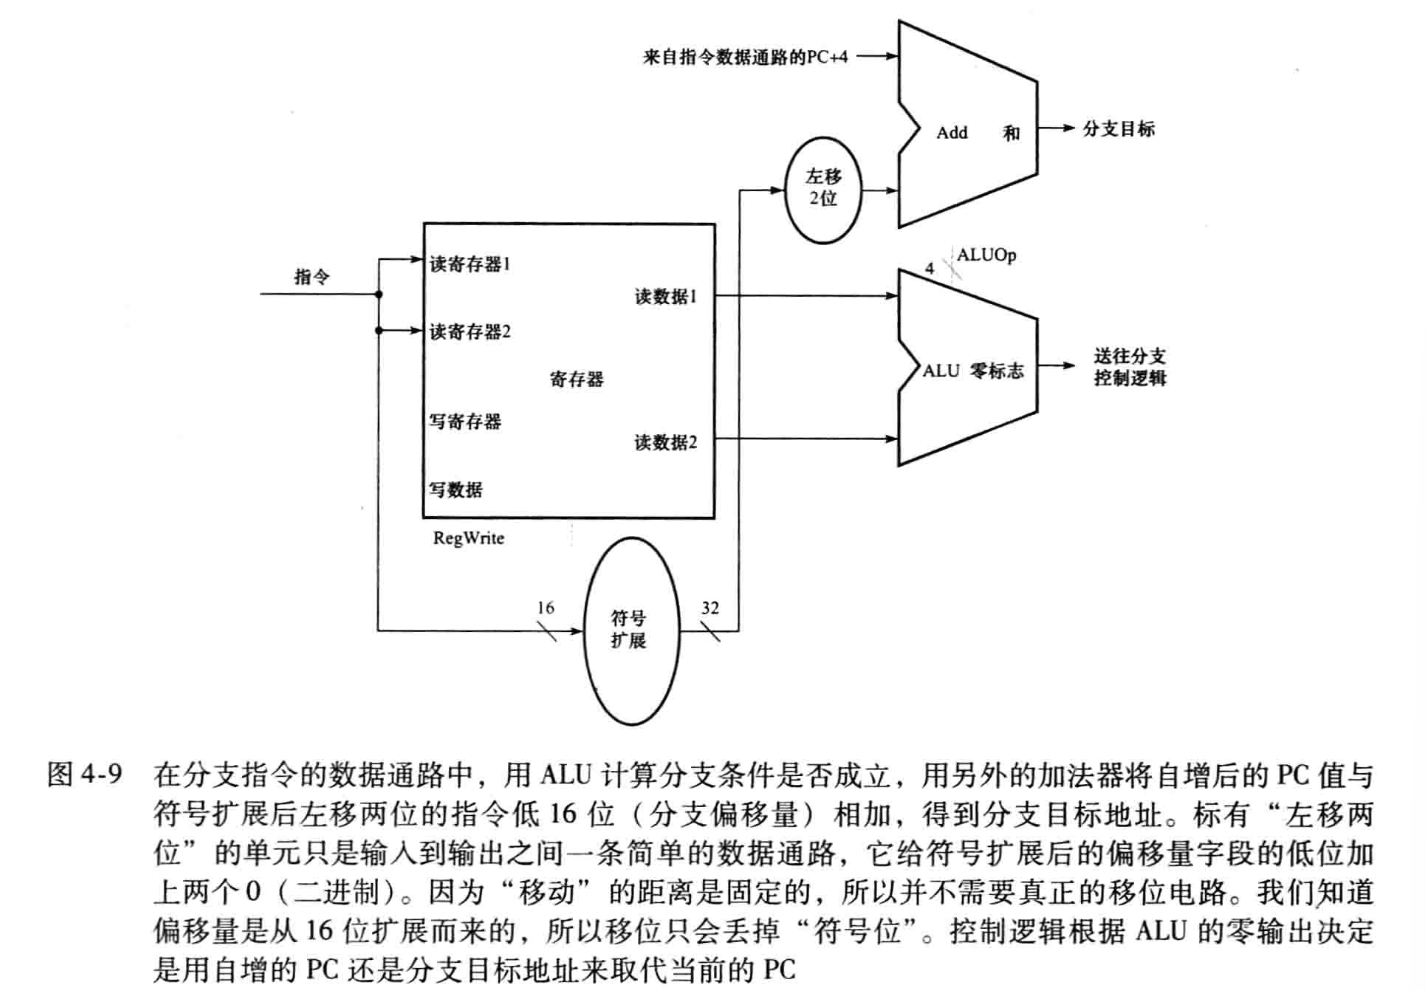 来自指令数据通路的PC+4
Add 和
分支目标
左移
2位
ALUOp
4
指令
读寄存器1
读数据1
读寄存器2
寄存器
ALU 零标志
送往分支
控制逻辑
写寄存器
读数据2
写数据
RegWrite
16
符号
扩展
32
图 4-9 在分支指令的数据通路中，用 ALU 计算分支条件是否成立，用另外的加法器将自增后的 PC 值与
符号扩展后左移两位的指令低 16 位（分支偏移量）相加，得到分支目标地址。标有“左移两
位”的单元只是输入到输出之间一条简单的数据通路，它给符号扩展后的偏移量字段的低位加
上两个 0（二进制）。因为“移动”的距离是固定的，所以并不需要真正的移位电路。我们知道
偏移量是从 16 位扩展而来的，所以移位只会丢掉“符号位”。控制逻辑根据 ALU 的零输出决定
是用自增的 PC 还是分支目标地址来取代当前的 PC